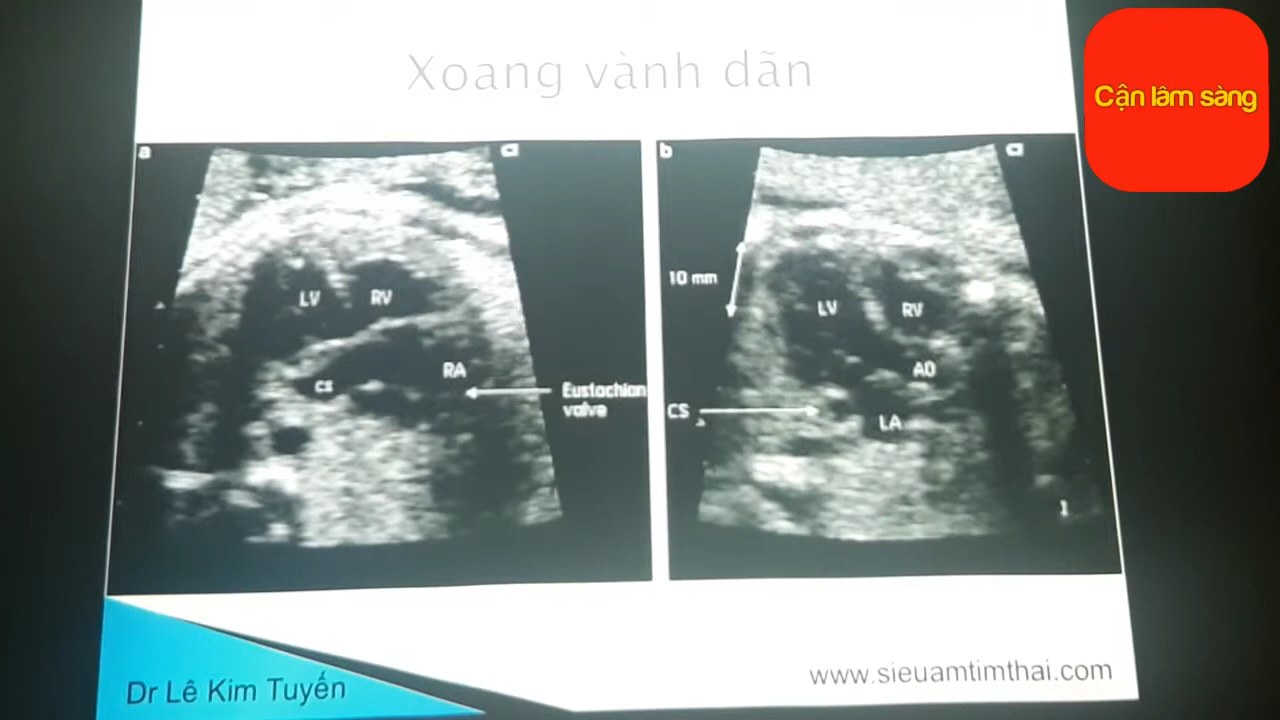 Xoang vành dãn
Cận lâm sàng
a
LV
RV
RA
cs
Eustachian
valve
b
10 mm
LV
RV
AO
CS
LA
1
Dr Lê Kim Tuyến
www.sieuamtimthai.com